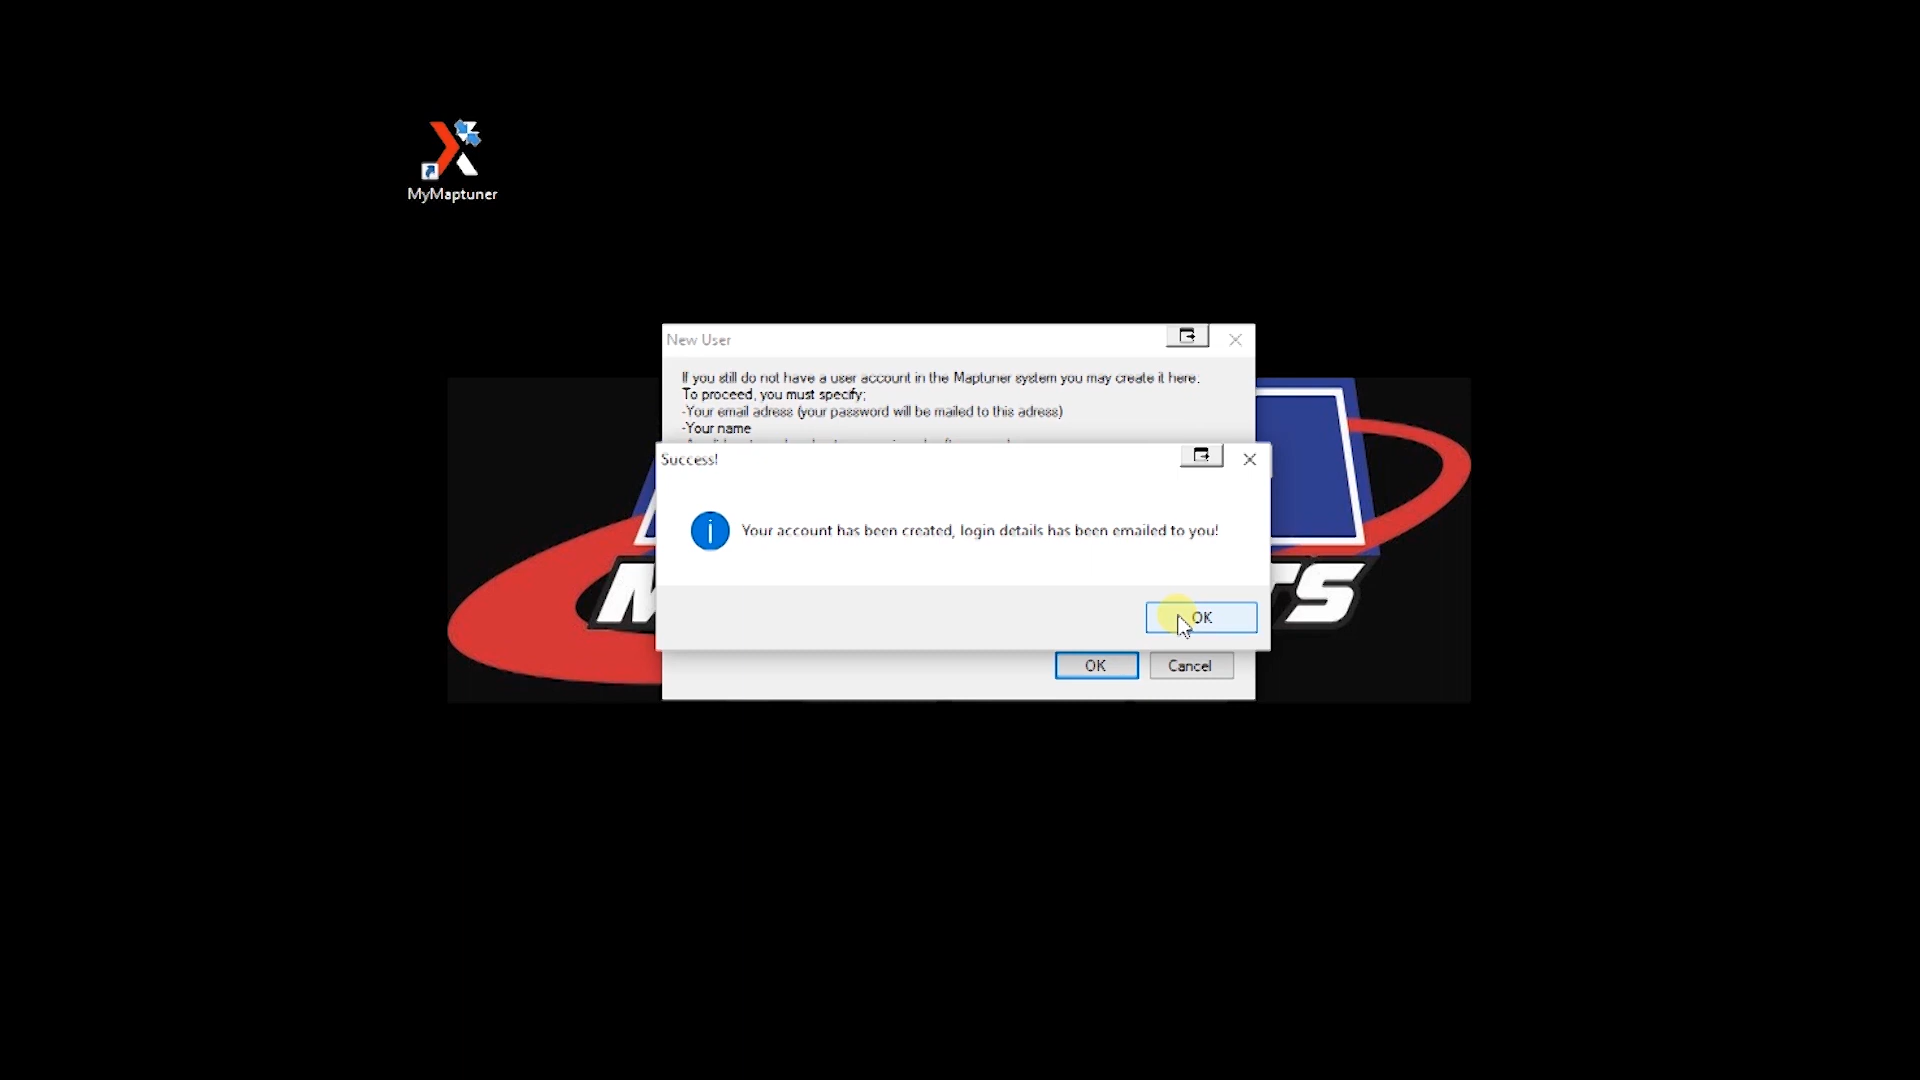 MyMaptuner
New User
If you still do not have a user account in the Maptuner system you may create it here.
To proceed, you must specify;
-Your email adress (your password will be mailed to this adress)
-Your name
Success!
Your account has been created, login details has been emailed to you!
OK
OK
Cancel